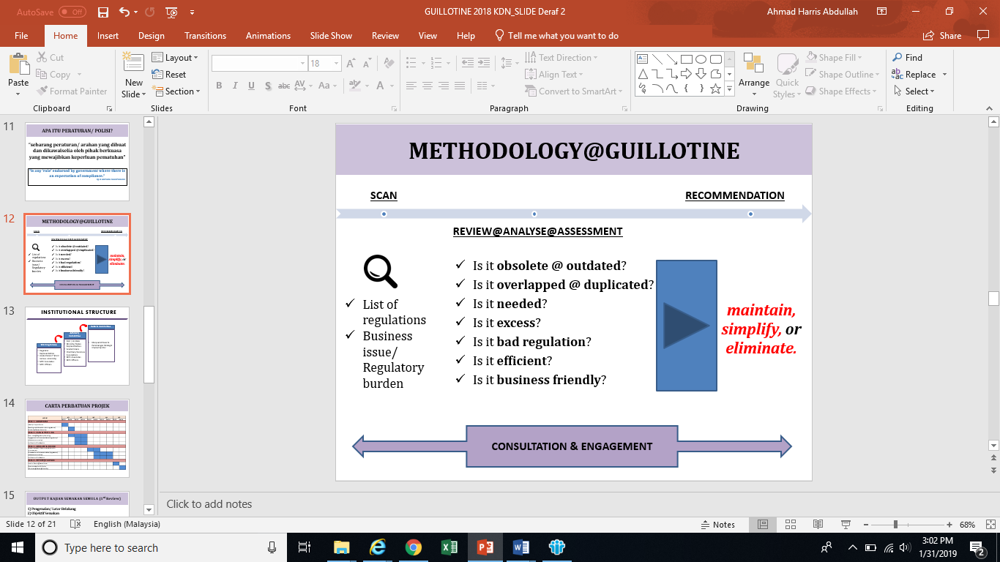 AutoSave Off
GUILLOTINE 2018 KDN_SLIDE Deraf 2
Ahmad Harris Abdullah
File Home Insert Design Transitions Animations Slide Show Review View Help Tell me what you want to do
Share
Paste
Cut
Copy
Format Painter
Clipboard
New Slide
Layout
Reset
Section
Slides
18
Font
Text Direction
Align Text
Convert to SmartArt
Paragraph
Arrange
Quick Styles
Shape Fill
Shape Outline
Shape Effects
Drawing
Find
Replace
Select
Editing
11
APA ITU PERATURAN/ POLISI?
"sebarang peraturan/ arahan yang dibuat
dan dikawalselia oleh pihak berkuasa
yang mewajibkan keperluan pematuhan"
"Is any 'rule' endorsed by government where there is
an expectation of compliance."
12
METHODOLOGY@GUILLOTINE
13
INSTITUTIONAL STRUCTURE
14
CARTA PERBATUAN PROJEK
15
OUTPUT KAJIAN SEMAKAN SEMULA (1st Review)
1) Pengenalan/ Latar Belakang
2) Objektif Semakan
METHODOLOGY@GUILLOTINE
SCAN
RECOMMENDATION
REVIEW@ANALYSE@ASSESSMENT
✓ List of
regulations
✓ Business
issue/
Regulatory
burden
✓ Is it obsolete @ outdated?
✓ Is it overlapped @ duplicated?
✓ Is it needed?
✓ Is it excess?
✓ Is it bad regulation?
✓ Is it efficient?
✓ Is it business friendly?
maintain,
simplify, or
eliminate.
CONSULTATION & ENGAGEMENT
Click to add notes
Slide 12 of 21
English (Malaysia)
Notes
68%
Type here to search
3:02 PM
1/31/2019
2